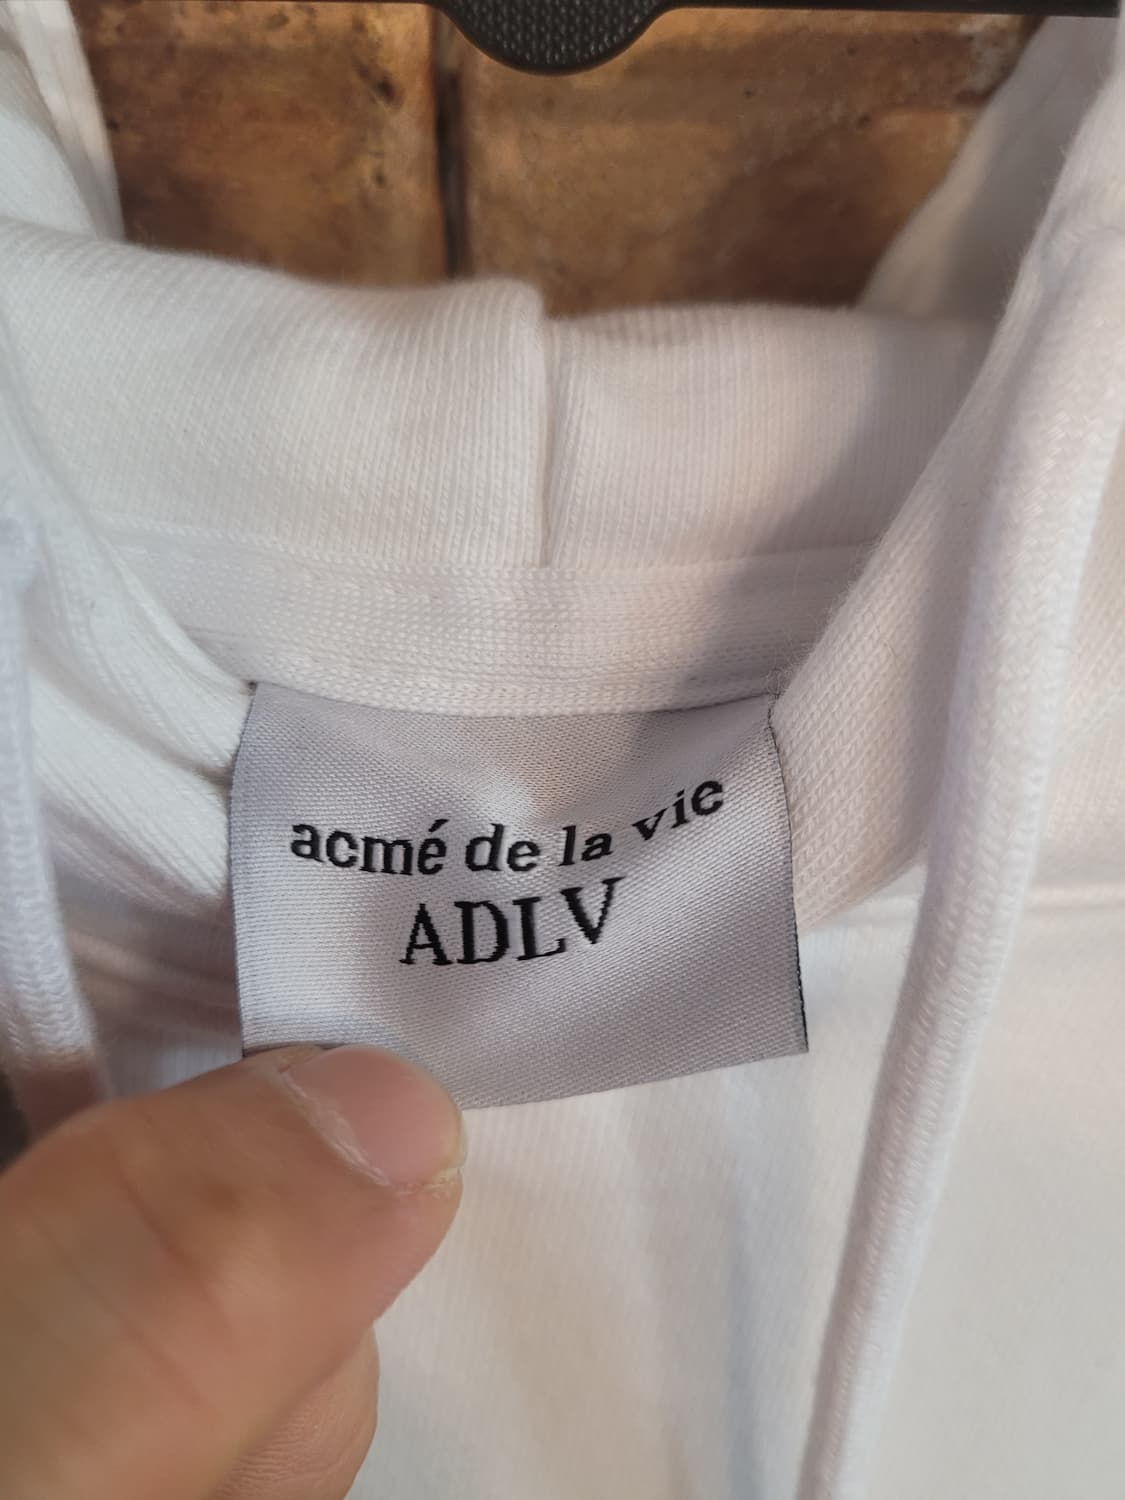 acmé de la vie
ADLV